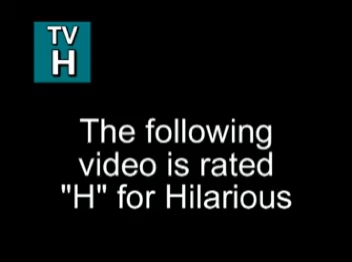 TV
H
The following
video is rated
"H" for Hilarious